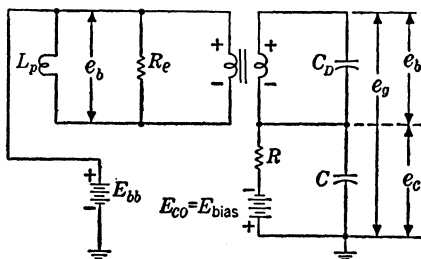 L_p
e_b
R_e
+
+
-
-
C_D
e_g
e_b
+
-
E_bb
R
E_CO=E_bias
-
+
C
e_c